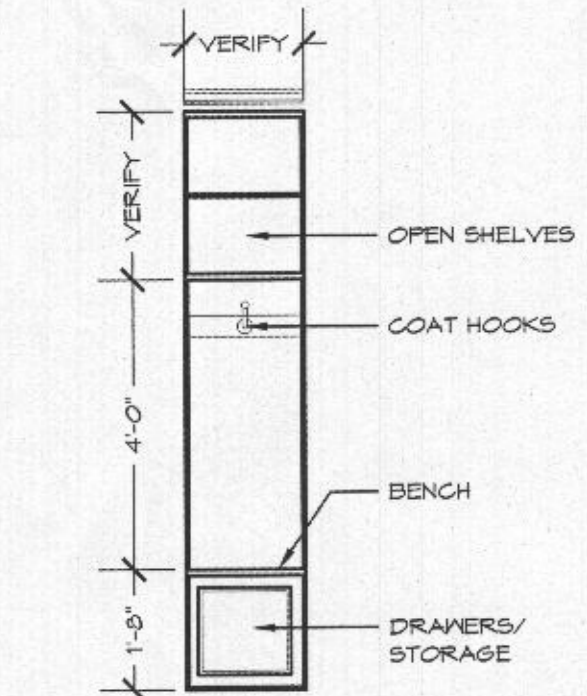 VERIFY
VERIFY
OPEN SHELVES
COAT HOOKS
4'-0"
BENCH
1'-8"
DRAWERS/
STORAGE